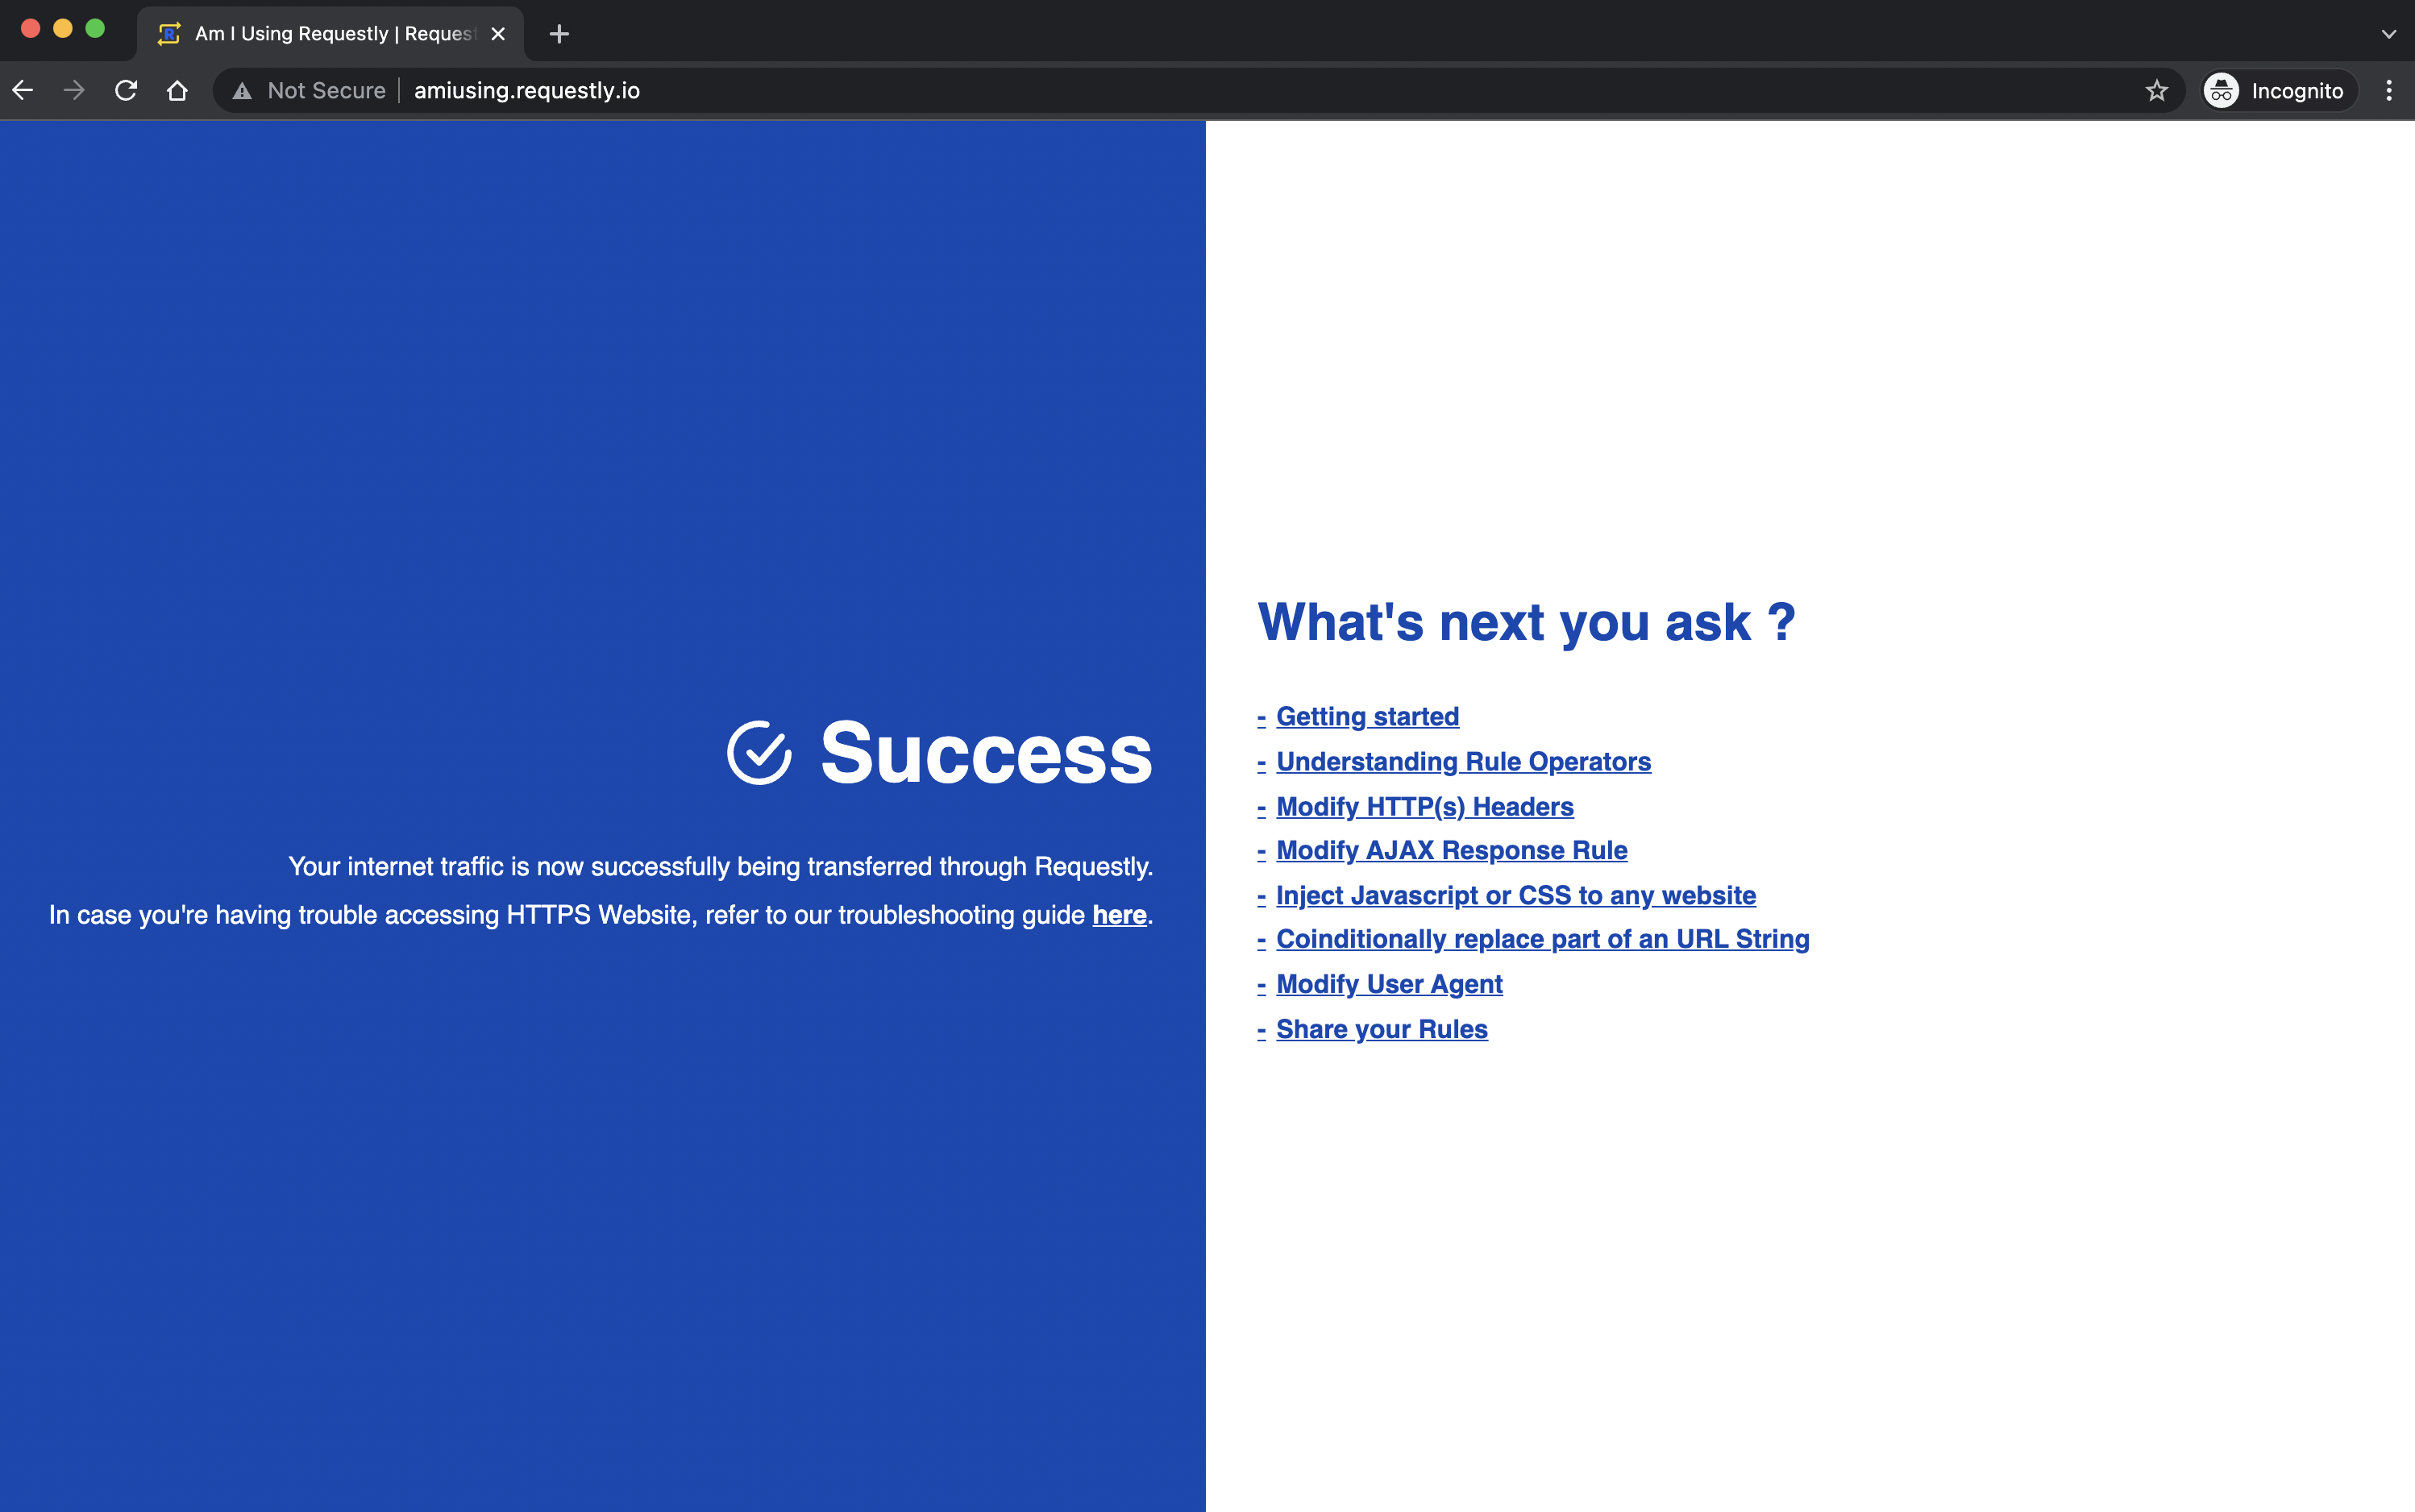 Am I Using Requestly | Request
Not Secure
amiusing.requestly.io
Incognito
Success
Your internet traffic is now successfully being transferred through Requestly.
In case you're having trouble accessing HTTPS Website, refer to our troubleshooting guide here.
What's next you ask ?
- Getting started
- Understanding Rule Operators
- Modify HTTP(s) Headers
- Modify AJAX Response Rule
- Inject Javascript or CSS to any website
- Coinditionally replace part of an URL String
- Modify User Agent
- Share your Rules